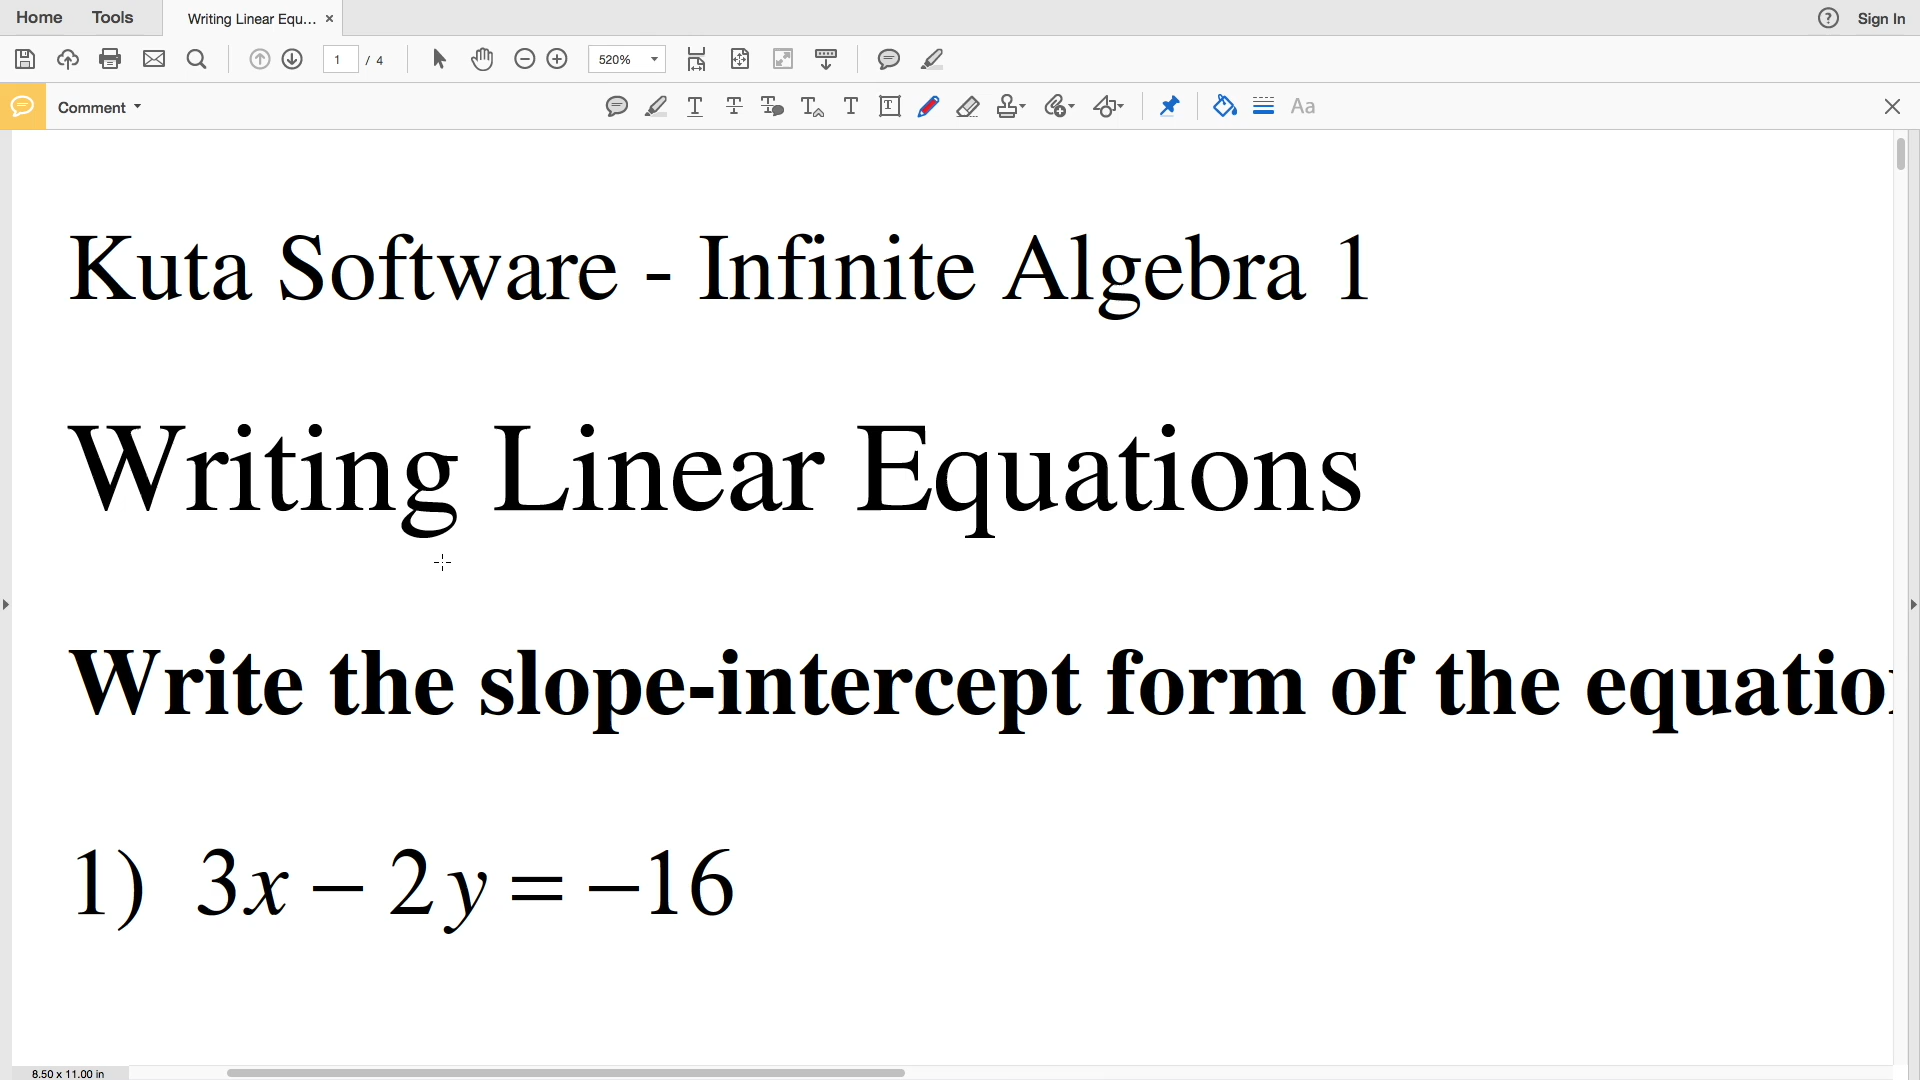 Home Tools Writing Linear Equ... × ? Sign In
1 / 4 520%
Comment Aa
Kuta Software - Infinite Algebra 1
Writing Linear Equations
Write the slope-intercept form of the equatio
1) 3x − 2y = −16
8.50 x 11.00 in